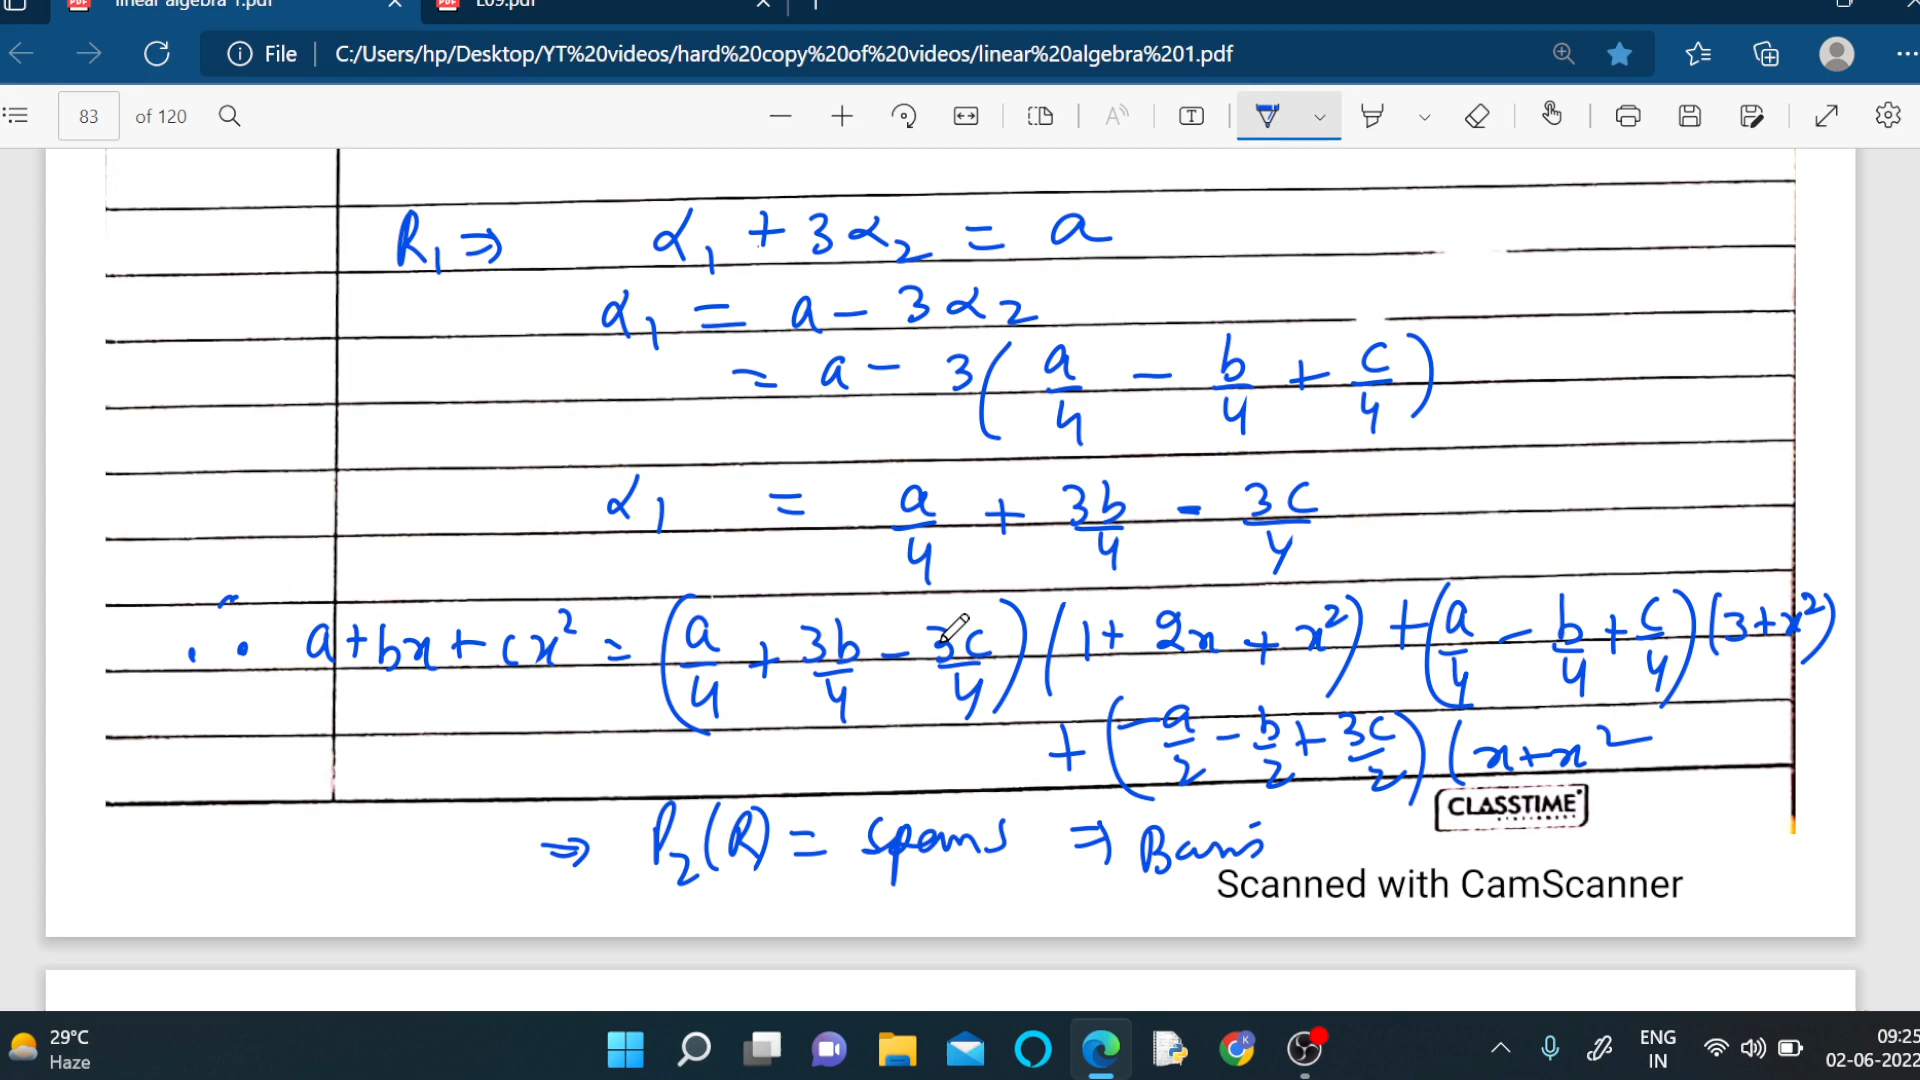 linear algebra 1.pdf
L09.pdf
File C:/Users/hp/Desktop/YT%20videos/hard%20copy%20of%20videos/linear%20algebra%201.pdf
83 of 120
R₁ ⇒ α₁ + 3α₂ = a
α₁ = a − 3α₂
= a − 3(a/4 − b/4 + c/4)
α₁ = a/4 + 3b/4 - 3c/4
∴ a+bx+cx² = (a/4 + 3b/4 − 3c/4)(1+ 2x + x²) + (a/4 − b/4 + c/4)(3+x²)
+ (−a/2 − b/2 + 3c/2)(x+x²
CLASSTIME
⇒ P₂(R) = spans ⇒ Basis
Scanned with CamScanner
29°C
Haze
ENG
IN
09:25
02-06-2022